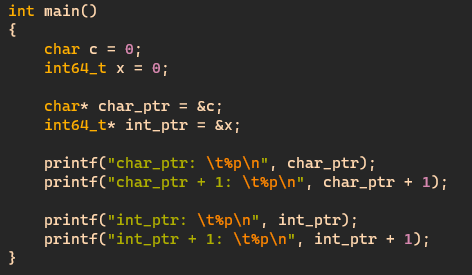 int main()
{
    char c = 0;
    int64_t x = 0;

    char* char_ptr = &c;
    int64_t* int_ptr = &x;

    printf("char_ptr: \t%p\n", char_ptr);
    printf("char_ptr + 1: \t%p\n", char_ptr + 1);

    printf("int_ptr: \t%p\n", int_ptr);
    printf("int_ptr + 1: \t%p\n", int_ptr + 1);
}